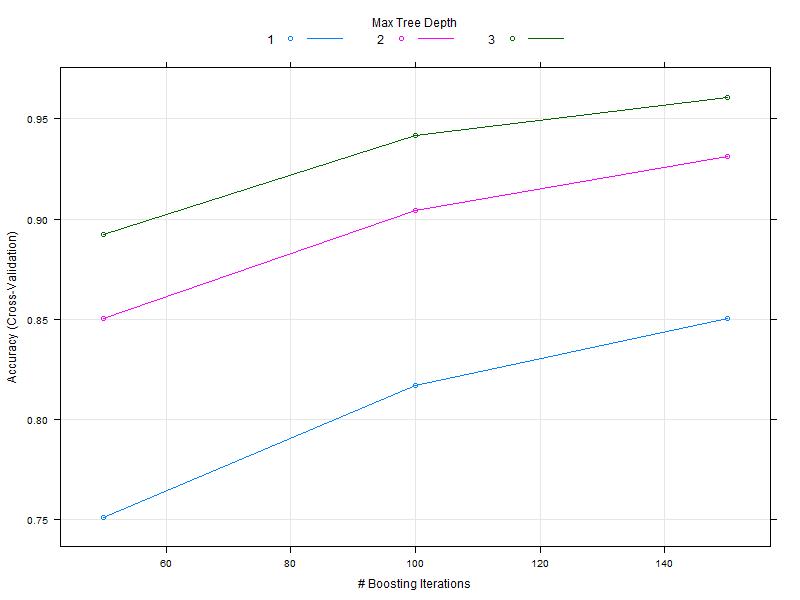 Max Tree Depth
1 2 3
0.95
0.90
0.85
0.80
0.75
Accuracy (Cross-Validation)
60 80 100 120 140
# Boosting Iterations